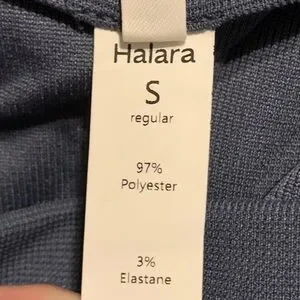 Halara
S
regular
97%
Polyester
3%
Elastane